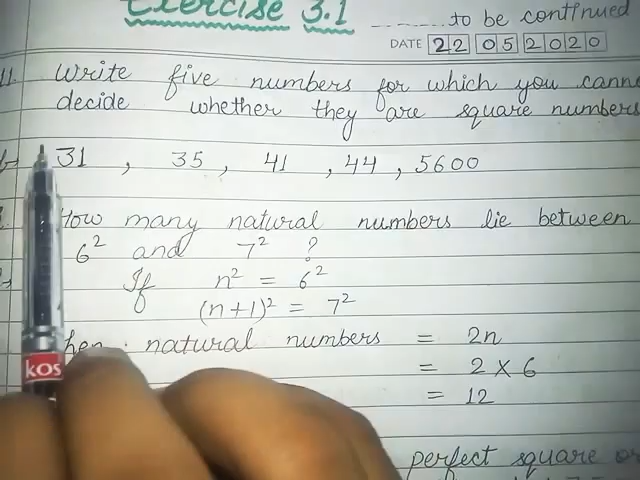 Exercise 3.1
to be continued
DATE 22 05 2020
11. Write five numbers for which you
decide whether they are square numbers
31 , 35 , 41 , 44 , 5600
How many natural numbers lie between
6² and 7² ?
If n² = 6²
(n+1)² = 7²
natural numbers = 2n
= 2 × 6
= 12
perfect square or
kos